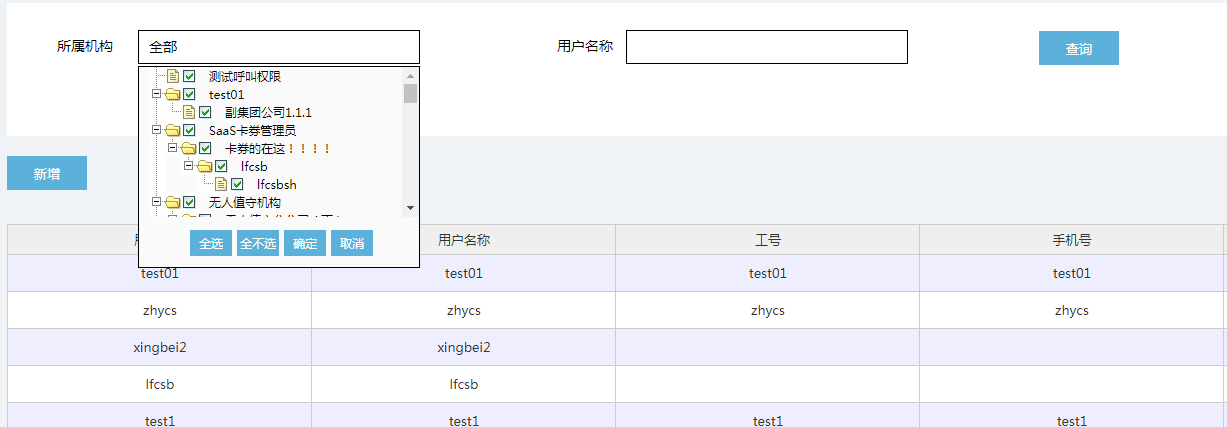 所属机构 全部 用户名称 查询
测试呼叫权限
test01
副集团公司1.1.1
SaaS卡券管理员
卡券的在这！！！！
lfcsb
lfcsbsh
无人值守机构
新增
全选 全不选 确定 取消
用户名称 工号 手机号
test01 test01 test01 test01
zhycs zhycs zhycs zhycs
xingbei2 xingbei2
lfcsb lfcsb
test1 test1 test1 test1